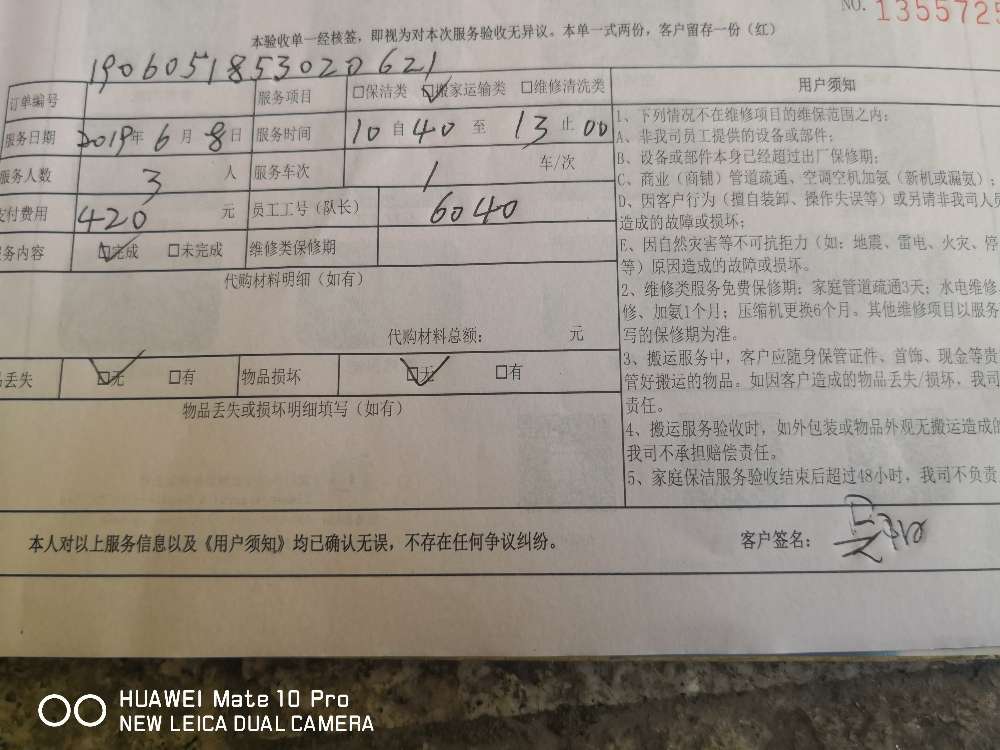 NO. 1355725
本验收单一经核签，即视为对本次服务验收无异议。本单一式两份，客户留存一份（红）
订单编号 190605185302062​1 服务项目 □保洁类 ☑搬家运输类 □维修清洗类
服务日期 2019年 6月 8日 服务时间 10 自 40 至 13 止 00
服务人数 3 人 服务车次 1 车/次
支付费用 420 元 员工工号（队长） 6040
服务内容 ☑完成 □未完成 维修类保修期
代购材料明细（如有）
代购材料总额： 元
品丢失 ☑无 □有 物品损坏 ☑无 □有
物品丢失或损坏明细填写（如有）
用户须知
1、下列情况不在维修项目的维保范围之内：
A、非我司员工提供的设备或部件；
B、设备或部件本身已经超过出厂保修期；
C、商业（商铺）管道疏通、空调空机加氨（新机或漏氨）；
D、因客户行为（擅自装卸、操作失误等）或另请非我司人员
造成的故障或损坏；
E、因自然灾害等不可抗拒力（如：地震、雷电、火灾、停
等）原因造成的故障或损坏。
2、维修类服务免费保修期：家庭管道疏通3天；水电维修
修、加氨1个月；压缩机更换6个月。其他维修项目以服务
写的保修期为准。
3、搬运服务中，客户应随身保管证件、首饰、现金等贵
管好搬运的物品。如因客户造成的物品丢失/损坏，我司
责任。
4、搬运服务验收时，如外包装或物品外观无搬运造成的
我司不承担赔偿责任。
5、家庭保洁服务验收结束后超过48小时，我司不负责
本人对以上服务信息以及《用户须知》均已确认无误，不存在任何争议纠纷。 客户签名：
HUAWEI Mate 10 Pro
NEW LEICA DUAL CAMERA